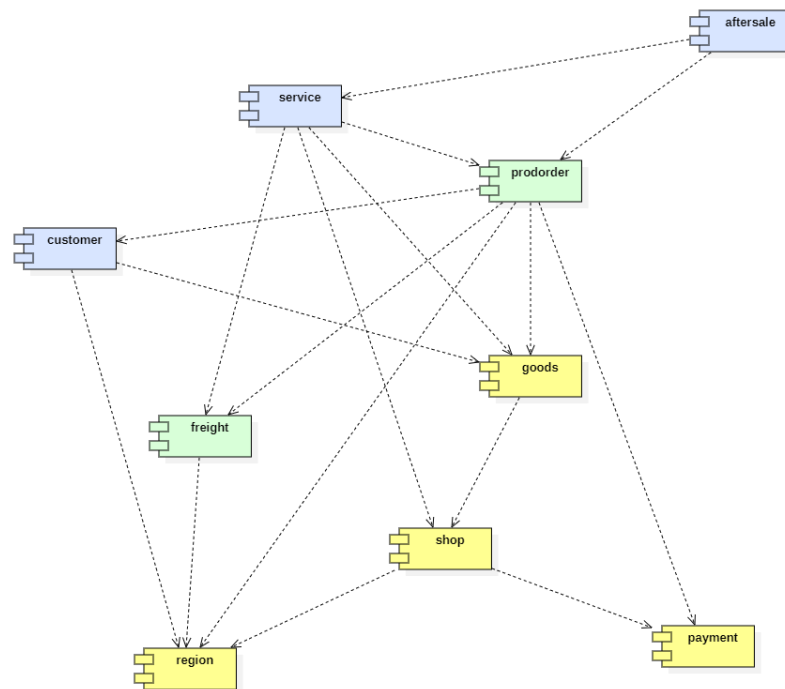 aftersale
service
prodorder
customer
goods
freight
shop
payment
region